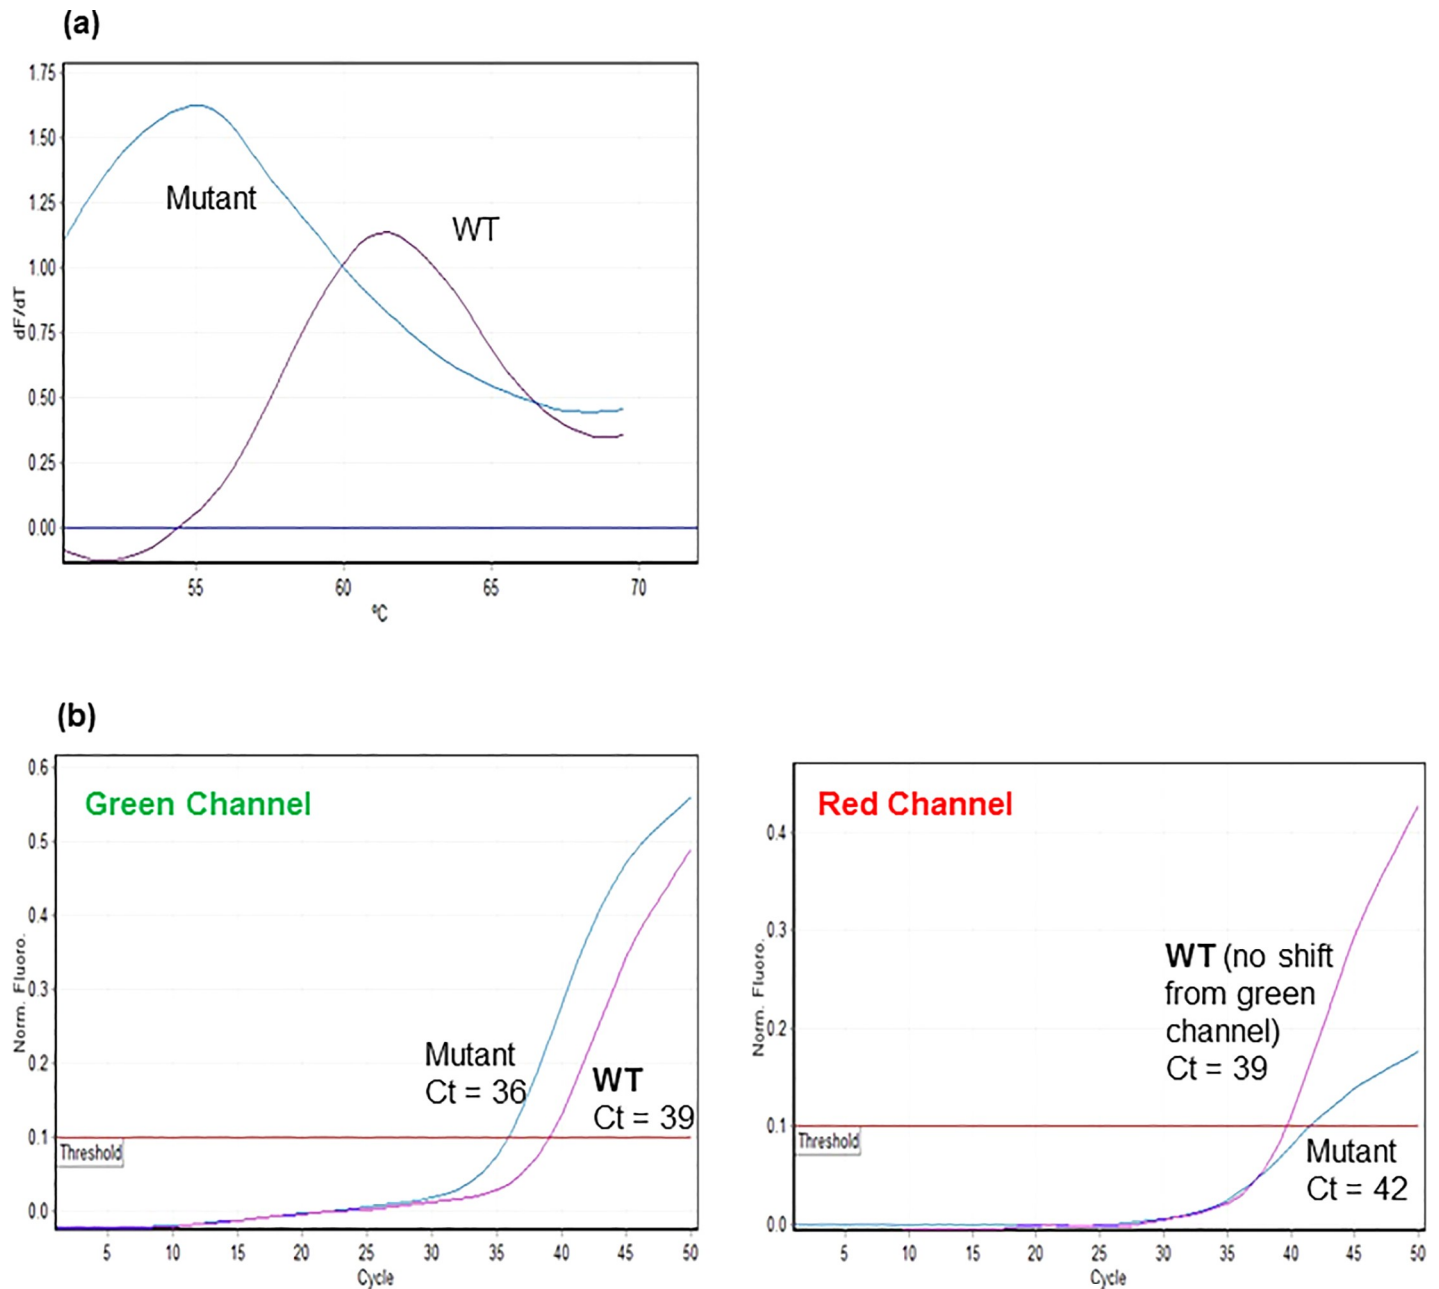 (a)
1.75
1.50
1.25
1.00
0.75
0.50
0.25
0.00
dF/dT
Mutant
WT
55
60
65
70
ºC
(b)
Green Channel
0.6
0.5
0.4
0.3
0.2
0.1
0.0
Norm. Fluoro.
Mutant
Ct = 36
WT
Ct = 39
Threshold
5
10
15
20
25
30
35
40
45
50
Cycle
Red Channel
0.4
0.3
0.2
0.1
0.0
Norm. Fluoro.
WT (no shift
from green
channel)
Ct = 39
Threshold
Mutant
Ct = 42
5
10
15
20
25
30
35
40
45
50
Cycle